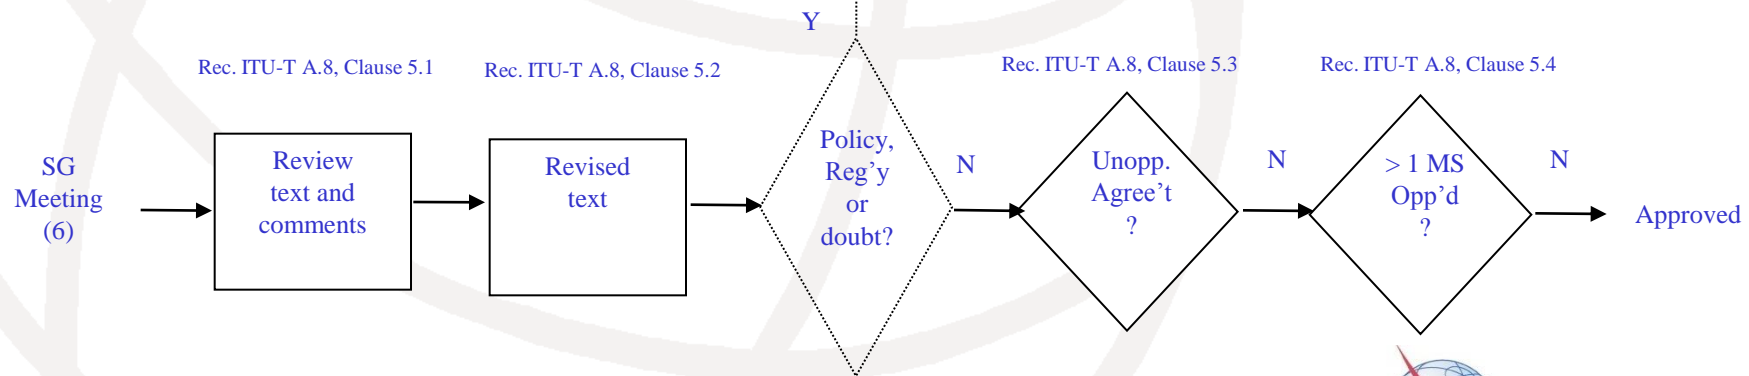 Y
Rec. ITU-T A.8, Clause 5.1
Rec. ITU-T A.8, Clause 5.2
Rec. ITU-T A.8, Clause 5.3
Rec. ITU-T A.8, Clause 5.4
SG
Meeting
(6)
Review
text and
comments
Revised
text
Policy,
Reg’y
or
doubt?
N
Unopp.
Agree’t
?
N
> 1 MS
Opp’d
?
N
Approved